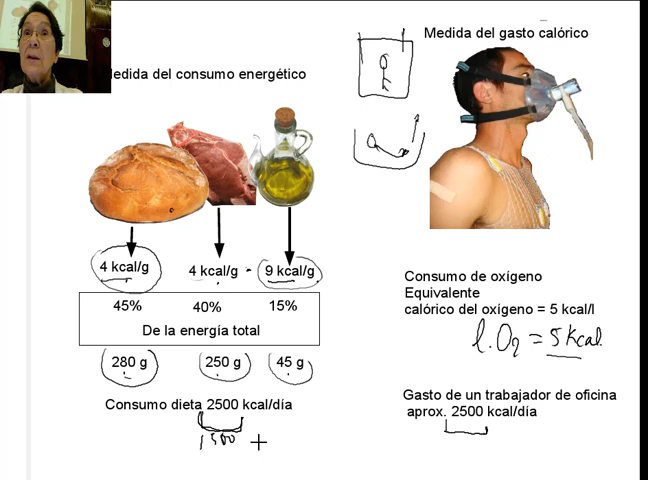 Medida del gasto calórico
edida del consumo energético
4 kcal/g 4 kcal/g - 9 kcal/g
45% 40% 15%
De la energía total
280 g 250 g 45 g
Consumo dieta 2500 kcal/día
1500 +
Consumo de oxígeno
Equivalente
calórico del oxígeno = 5 kcal/l
l. O2 = 5 Kcal.
Gasto de un trabajador de oficina
aprox. 2500 kcal/día